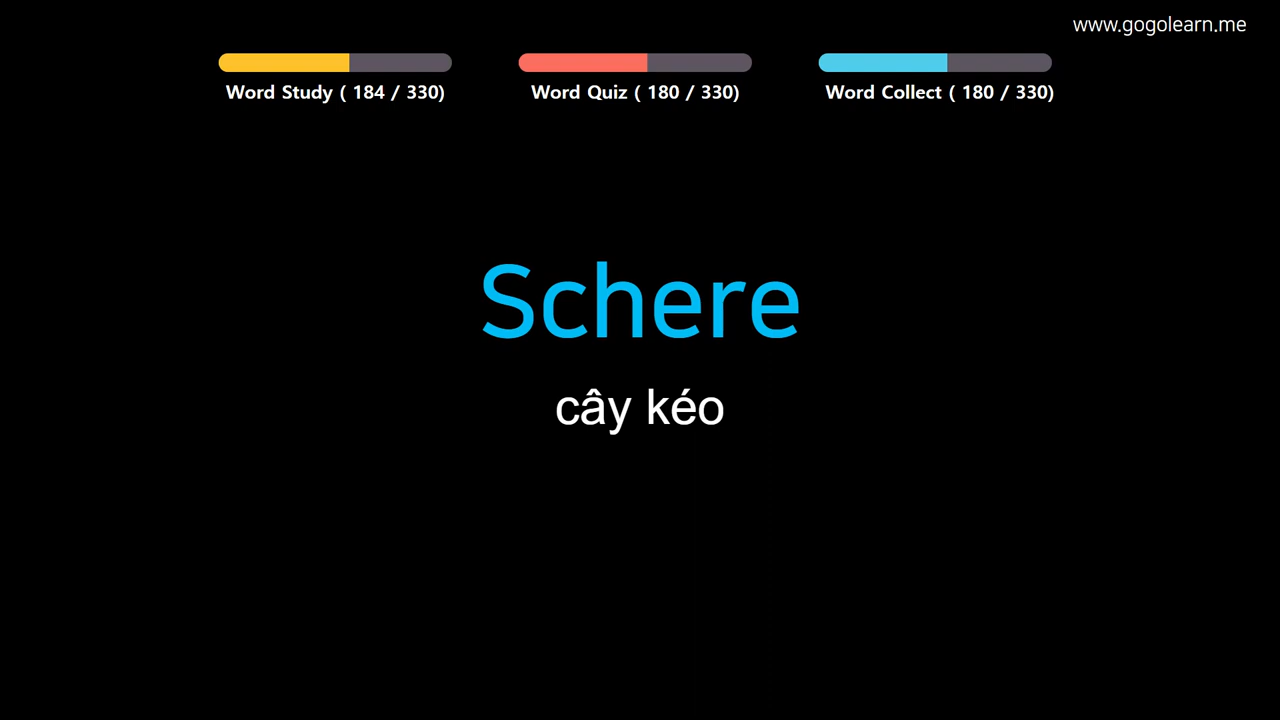 www.gogolearn.me
Word Study ( 184 / 330)
Word Quiz ( 180 / 330)
Word Collect ( 180 / 330)
Schere
cây kéo